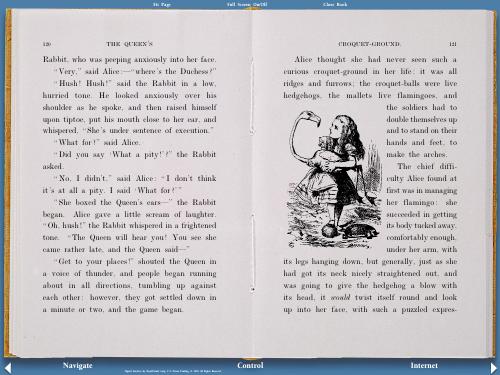 Fit Page Full Screen On/Off Close Book
120 THE QUEEN'S
Rabbit, who was peeping anxiously into her face.
"Very," said Alice:—"where's the Duchess?"
"Hush! Hush!" said the Rabbit in a low,
hurried tone. He looked anxiously over his
shoulder as he spoke, and then raised himself
upon tiptoe, put his mouth close to her ear, and
whispered, "She's under sentence of execution."
"What for?" said Alice.
"Did you say 'What a pity!'?" the Rabbit
asked.
"No, I didn't," said Alice: "I don't think
it's at all a pity. I said 'What for?'"
"She boxed the Queen's ears—" the Rabbit
began. Alice gave a little scream of laughter.
"Oh, hush!" the Rabbit whispered in a frightened
tone. "The Queen will hear you! You see she
came rather late, and the Queen said—"
"Get to your places!" shouted the Queen in
a voice of thunder, and people began running
about in all directions, tumbling up against
each other: however, they got settled down in
a minute or two, and the game began.
CROQUET-GROUND. 121
Alice thought she had never seen such a
curious croquet-ground in her life: it was all
ridges and furrows; the croquet-balls were live
hedgehogs, the mallets live flamingoes, and
the soldiers had to
double themselves up
and to stand on their
hands and feet, to
make the arches.
The chief diffi-
culty Alice found at
first was in managing
her flamingo: she
succeeded in getting
its body tucked away,
comfortably enough,
under her arm, with
its legs hanging down, but generally, just as she
had got its neck nicely straightened out, and
was going to give the hedgehog a blow with
its head, it would twist itself round and look
up into her face, with such a puzzled expres-
Navigate Control Internet